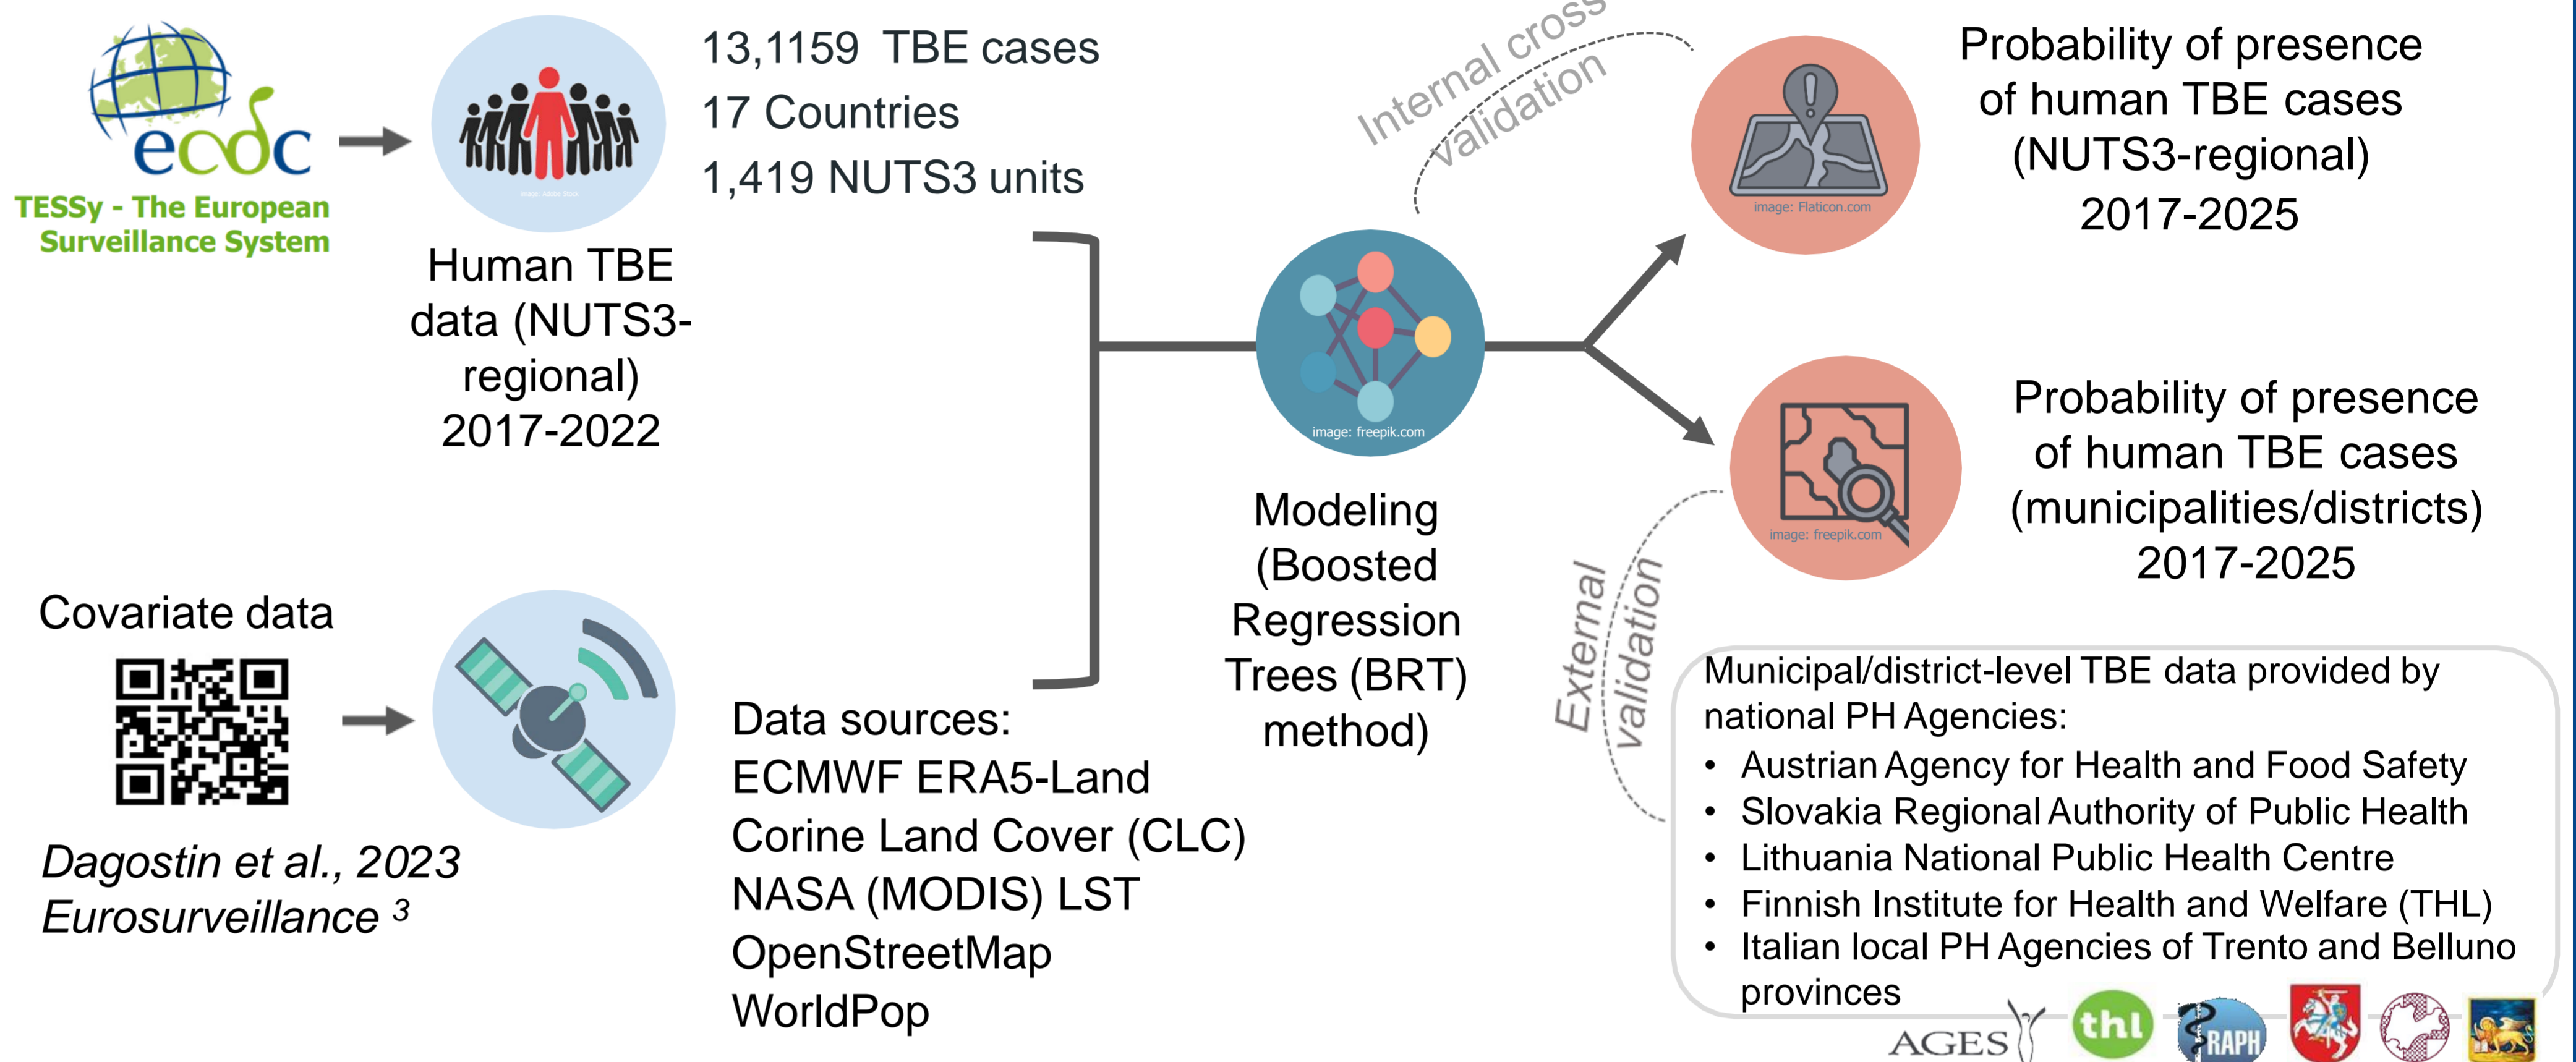 ecdc
TESSy - The European
Surveillance System
image: Adobe Stock
Human TBE
data (NUTS3-
regional)
2017-2022
13,1159 TBE cases
17 Countries
1,419 NUTS3 units
Covariate data
Dagostin et al., 2023
Eurosurveillance 3
Data sources:
ECMWF ERA5-Land
Corine Land Cover (CLC)
NASA (MODIS) LST
OpenStreetMap
WorldPop
image: freepik.com
Modeling
(Boosted
Regression
Trees (BRT)
method)
Internal cross
validation
image: Flaticon.com
Probability of presence
of human TBE cases
(NUTS3-regional)
2017-2025
image: freepik.com
Probability of presence
of human TBE cases
(municipalities/districts)
2017-2025
External
validation
Municipal/district-level TBE data provided by
national PH Agencies:
• Austrian Agency for Health and Food Safety
• Slovakia Regional Authority of Public Health
• Lithuania National Public Health Centre
• Finnish Institute for Health and Welfare (THL)
• Italian local PH Agencies of Trento and Belluno
provinces
AGES
thl
RAPH